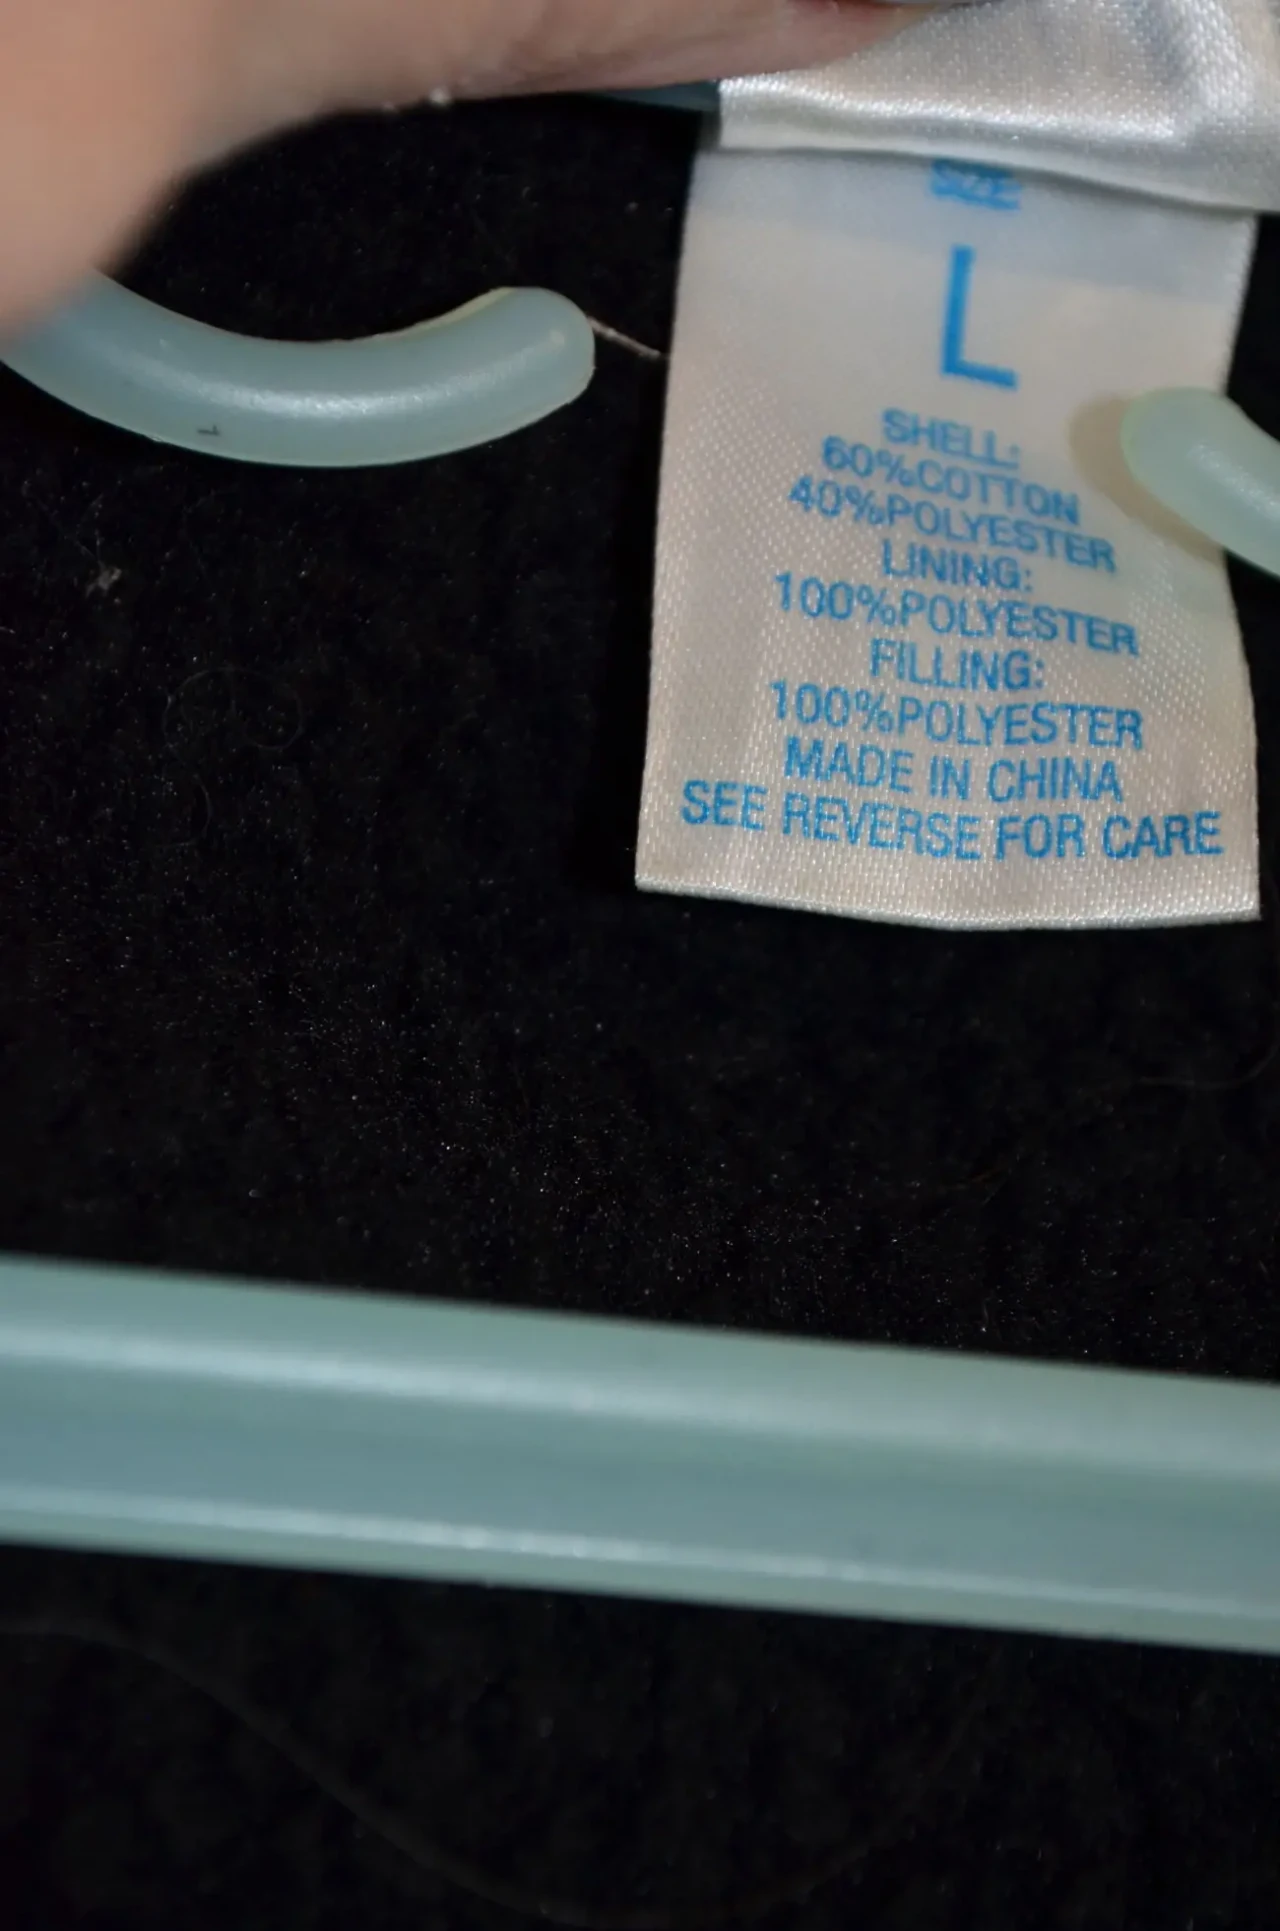 SIZE
L
SHELL:
60%COTTON
40%POLYESTER
LINING:
100%POLYESTER
FILLING:
100%POLYESTER
MADE IN CHINA
SEE REVERSE FOR CARE